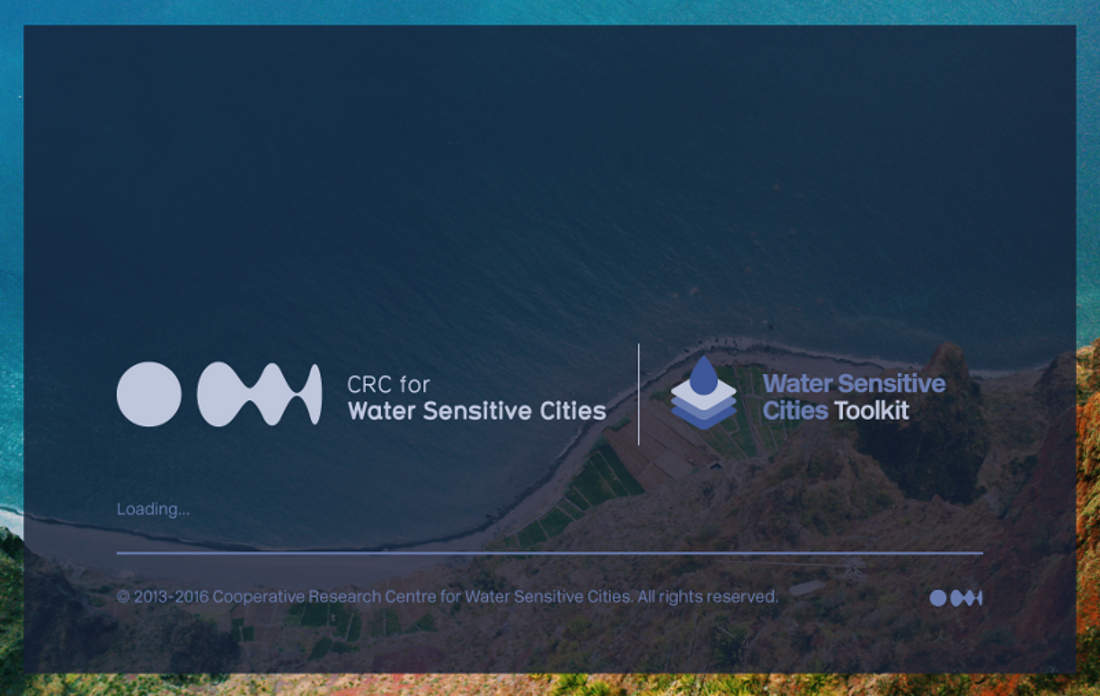 CRC for
Water Sensitive Cities
Water Sensitive
Cities Toolkit
Loading...
© 2013-2016 Cooperative Research Centre for Water Sensitive Cities. All rights reserved.